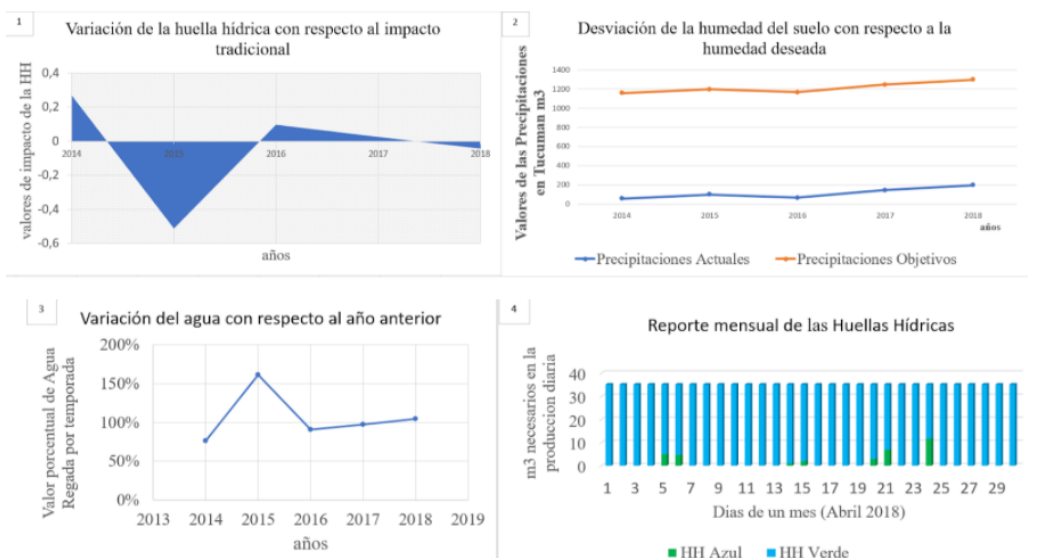 1
Variación de la huella hídrica con respecto al impacto
tradicional
valores de impacto de la HH
0,4
0,2
0
-0,2
-0,4
-0,6
2014
2015
2016
2017
2018
años
2
Desviación de la humedad del suelo con respecto a la
humedad deseada
Valores de las Precipitaciones
en Tucuman m3
1400
1200
1000
800
600
400
200
0
2014
2015
2016
2017
2018
años
Precipitaciones Actuales
Precipitaciones Objetivos
3
Variación del agua con respecto al año anterior
Valor porcentual de Agua
Regada por temporada
200%
150%
100%
50%
0%
2013
2014
2015
2016
2017
2018
2019
años
4
Reporte mensual de las Huellas Hídricas
m3 necesarios en la
produccion diaria
40
30
20
10
0
1 3 5 7 9 11 13 15 17 19 21 23 25 27 29
Dias de un mes (Abril 2018)
HH Azul
HH Verde